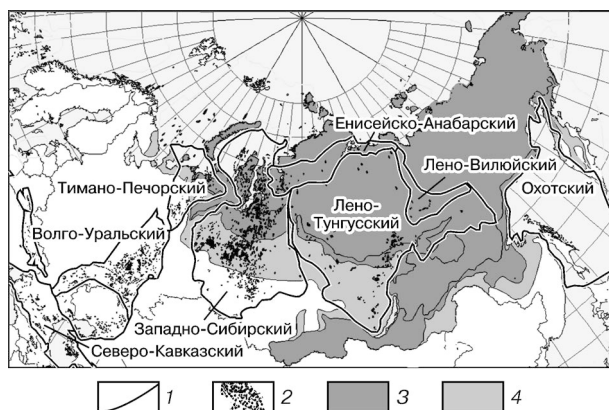 Енисейско-Анабарский
Лено-Вилюйский
Тимано-Печорский
Охотский
Лено-
Тунгусский
Волго-Уральский
Западно-Сибирский
Северо-Кавказский
1 2 3 4